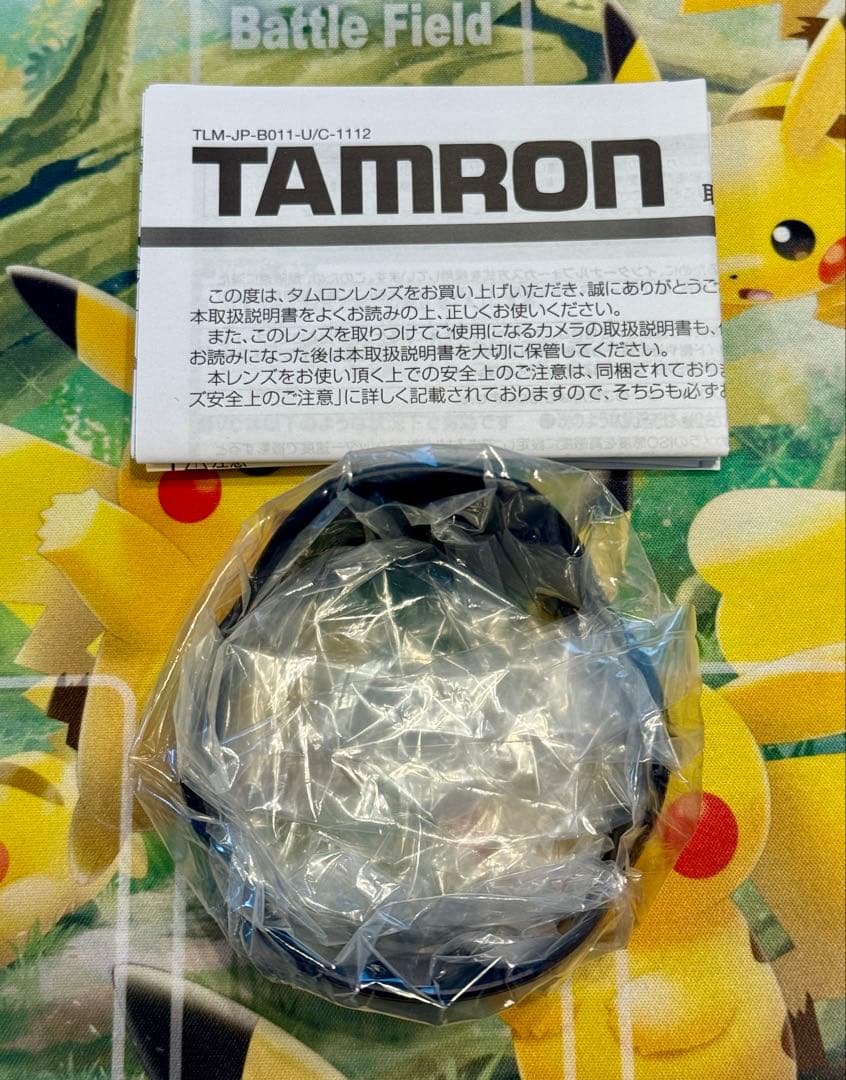 Battle Field
TLM-JP-B011-U/C-1112
TAMRON
取
この度は、タムロンレンズをお買い上げいただき、誠にありがとうご
本取扱説明書をよくお読みの上、正しくお使いください。
また、このレンズを取りつけてご使用になるカメラの取扱説明書も、
お読みになった後は本取扱説明書を大切に保管してください。
本レンズをお使い頂く上での安全上のご注意は、同梱されており
ズ安全上のご注意」に詳しく記載されておりますので、そちらも必ずお